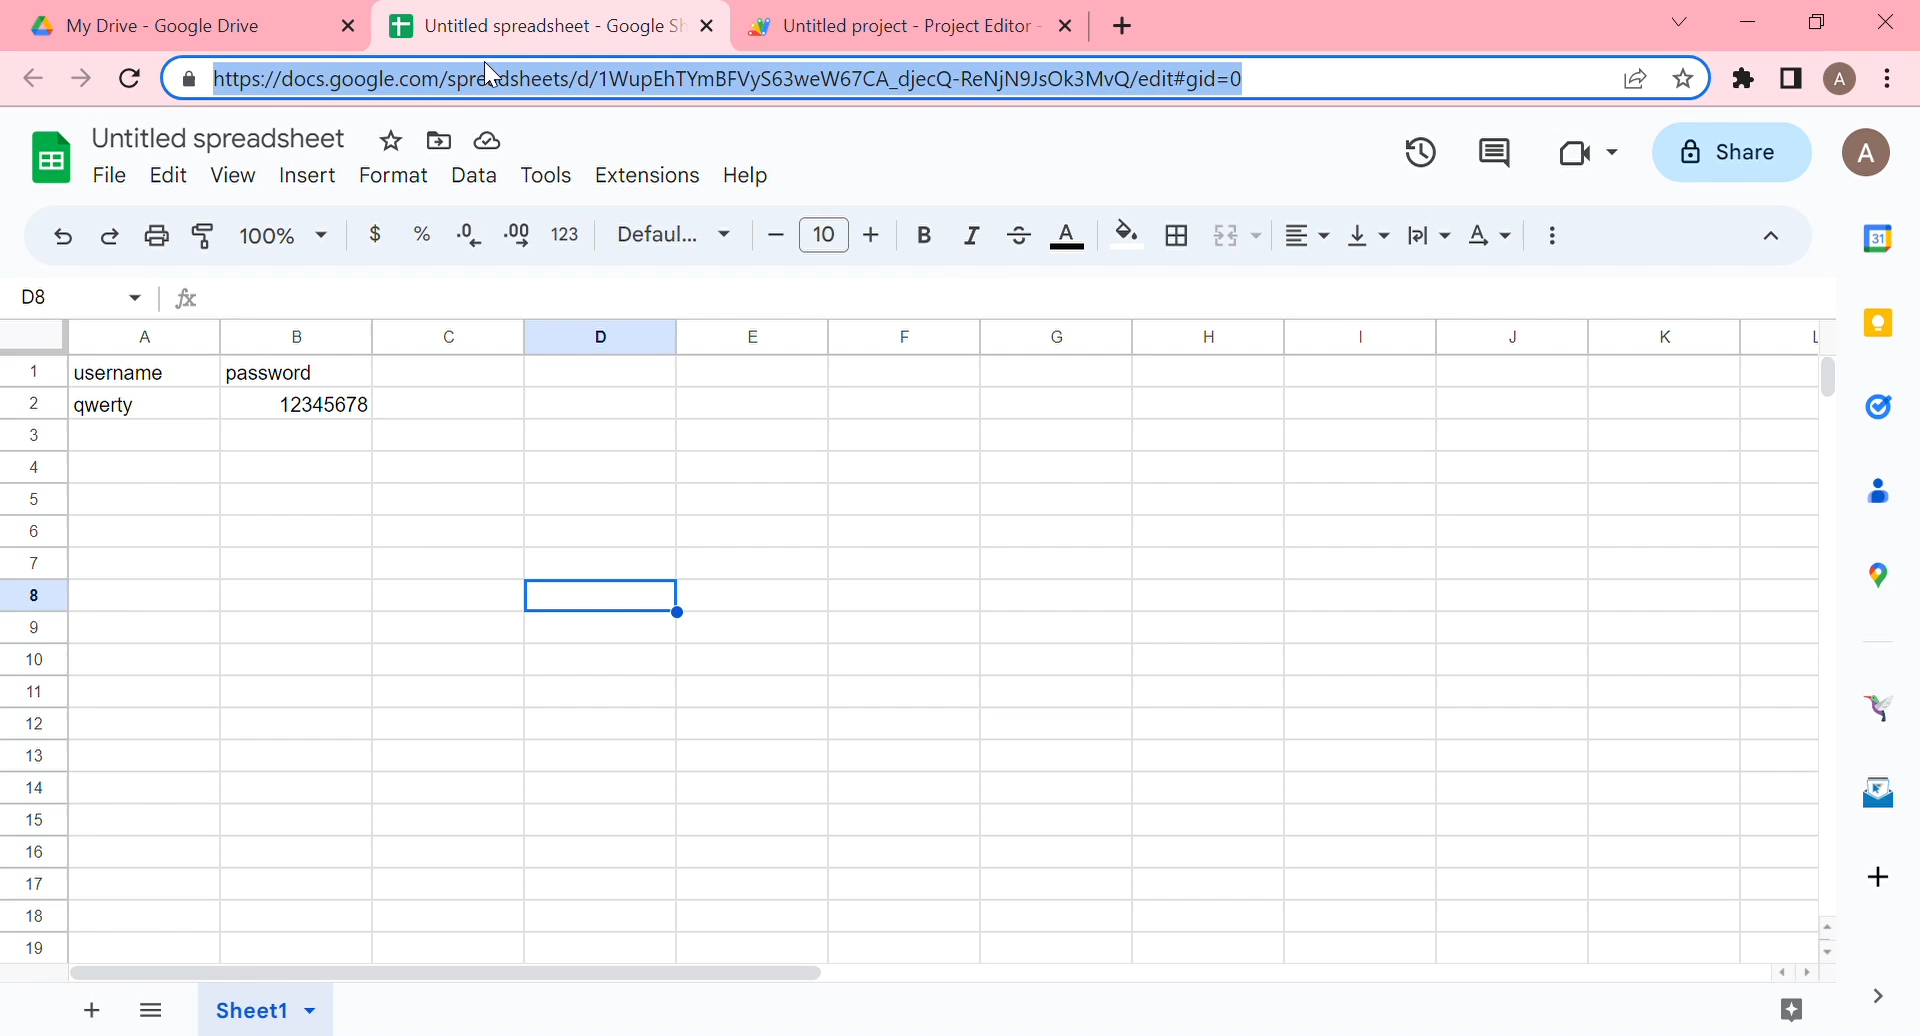 My Drive - Google Drive
Untitled spreadsheet - Google Sh
Untitled project - Project Editor -
https://docs.google.com/spreadsheets/d/1WupEhTYmBFVyS63weW67CA_djecQ-ReNjN9JsOk3MvQ/edit#gid=0
A
Untitled spreadsheet
File Edit View Insert Format Data Tools Extensions Help
Share
A
100% $ % .0 .00 123 Defaul... 10 B I S A
31
D8 fx
A B C D E F G H I J K L
1 username password
2 qwerty 12345678
3
4
5
6
7
8
9
10
11
12
13
14
15
16
17
18
19
Sheet1